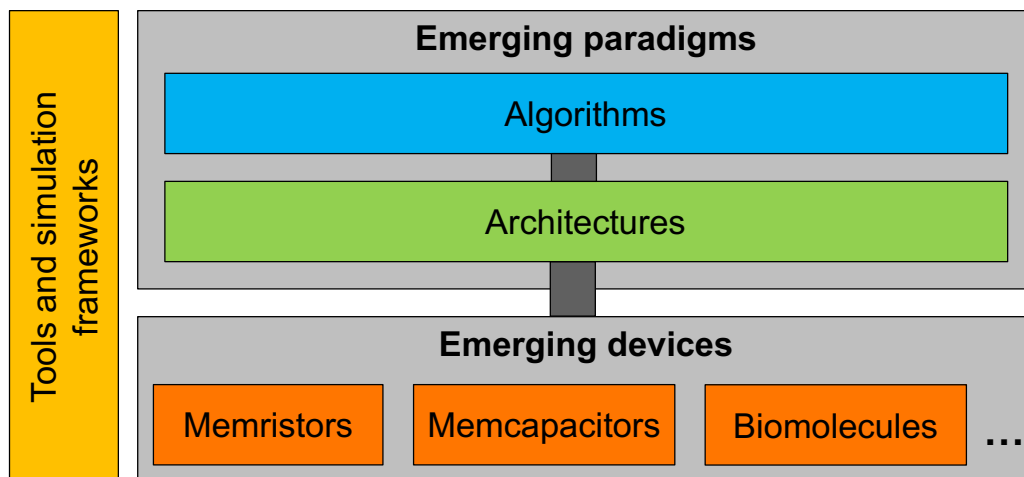 Tools and simulation
frameworks
Emerging paradigms
Algorithms
Architectures
Emerging devices
Memristors
Memcapacitors
Biomolecules
...